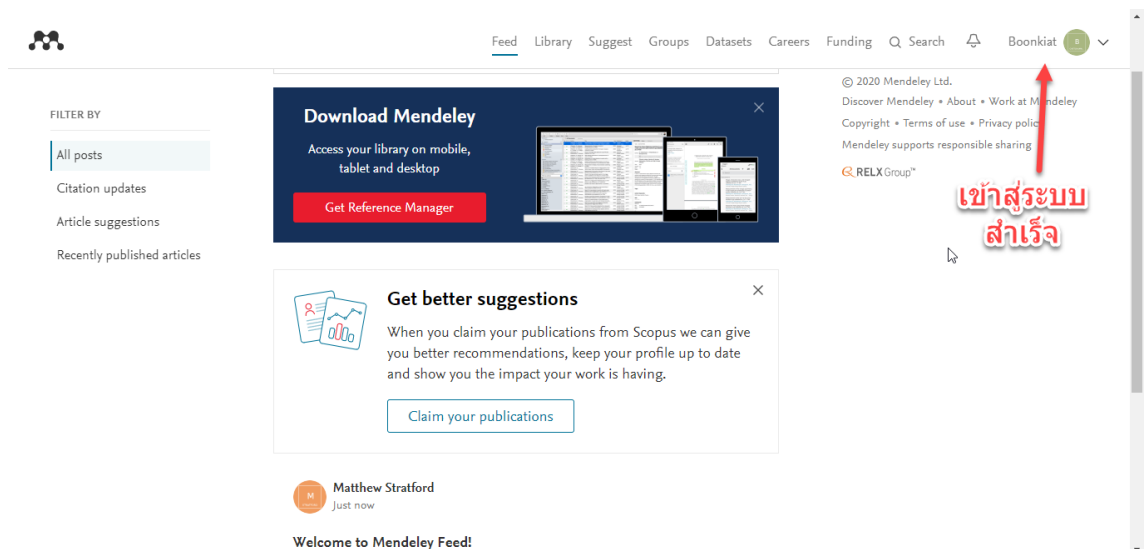 Feed Library Suggest Groups Datasets Careers Funding Search Boonkiat B
FILTER BY
All posts
Citation updates
Article suggestions
Recently published articles
Download Mendeley
Access your library on mobile,
tablet and desktop
Get Reference Manager
Get better suggestions
When you claim your publications from Scopus we can give
you better recommendations, keep your profile up to date
and show you the impact your work is having.
Claim your publications
M
Matthew Stratford
Just now
Welcome to Mendeley Feed!
© 2020 Mendeley Ltd.
Discover Mendeley • About • Work at Mendeley
Copyright • Terms of use • Privacy policy
Mendeley supports responsible sharing
RELX Group™
เข้าสู่ระบบ
สำเร็จ